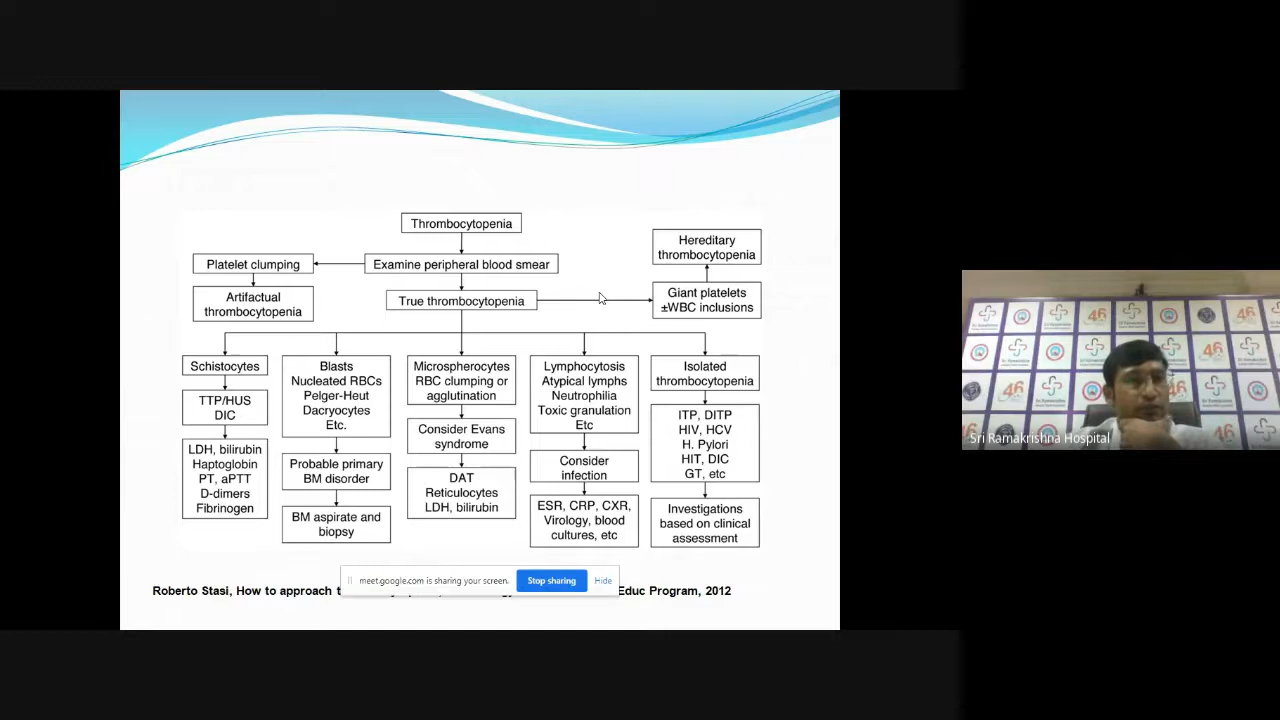 Thrombocytopenia
Examine peripheral blood smear
Platelet clumping
Artifactual
thrombocytopenia
True thrombocytopenia
Hereditary
thrombocytopenia
Giant platelets
±WBC inclusions
Schistocytes
TTP/HUS
DIC
LDH, bilirubin
Haptoglobin
PT, aPTT
D-dimers
Fibrinogen
Blasts
Nucleated RBCs
Pelger-Heut
Dacryocytes
Etc.
Probable primary
BM disorder
BM aspirate and
biopsy
Microspherocytes
RBC clumping or
agglutination
Consider Evans
syndrome
DAT
Reticulocytes
LDH, bilirubin
Lymphocytosis
Atypical lymphs
Neutrophilia
Toxic granulation
Etc
Consider
infection
ESR, CRP, CXR,
Virology, blood
cultures, etc
Isolated
thrombocytopenia
ITP, DITP
HIV, HCV
H. Pylori
HIT, DIC
GT, etc
Investigations
based on clinical
assessment
meet.google.com is sharing your screen. Stop sharing Hide
Roberto Stasi, How to approach Educ Program, 2012
Sri Ramakrishna Hospital
46